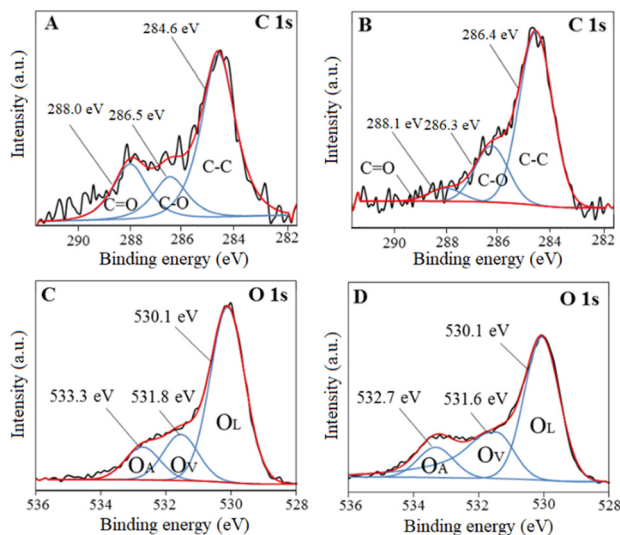 A
C 1s
284.6 eV
288.0 eV
286.5 eV
C-C
C=O
C-O
Intensity (a.u.)
290 288 286 284 282
Binding energy (eV)
B
C 1s
286.4 eV
288.1 eV
286.3 eV
C=O
C-C
C-O
Intensity (a.u.)
290 288 286 284 282
Binding energy (eV)
C
O 1s
530.1 eV
533.3 eV
531.8 eV
OL
OA
OV
Intensity (a.u.)
536 534 532 530 528
Binding energy (eV)
D
O 1s
530.1 eV
532.7 eV
531.6 eV
OL
OV
OA
Intensity (a.u.)
536 534 532 530 528
Binding energy (eV)